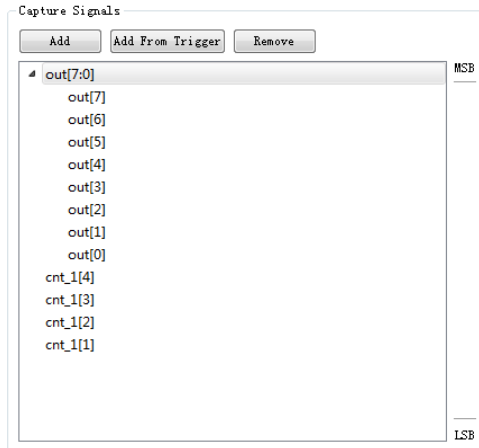 Capture Signals
Add Add From Trigger Remove
out[7:0] MSB
out[7]
out[6]
out[5]
out[4]
out[3]
out[2]
out[1]
out[0]
cnt_1[4]
cnt_1[3]
cnt_1[2]
cnt_1[1]
LSB